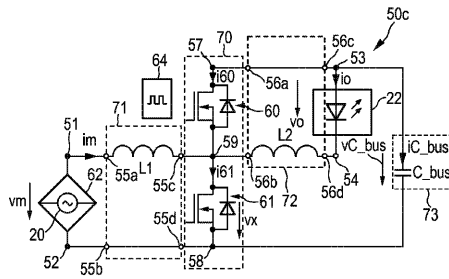 50c
57
70
56c
53
64
56a
io
i60
22
71
vo
60
51
im
59
L2
vC_bus
iC_bus
62
55a
L1
55c
i61
56b
56d
54
C_bus
vm
20
61
72
73
55d
vx
52
55b
58